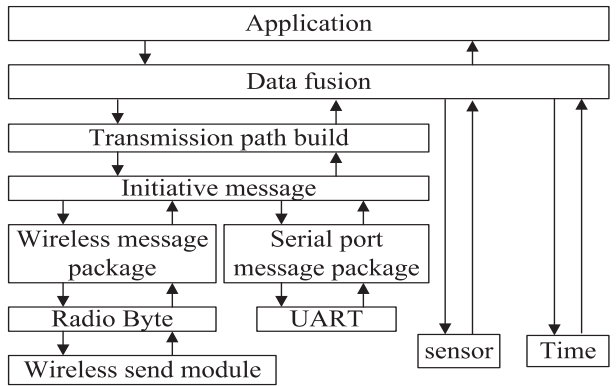 Application
Data fusion
Transmission path build
Initiative message
Wireless message
package
Serial port
message package
Radio Byte
UART
sensor
Time
Wireless send module